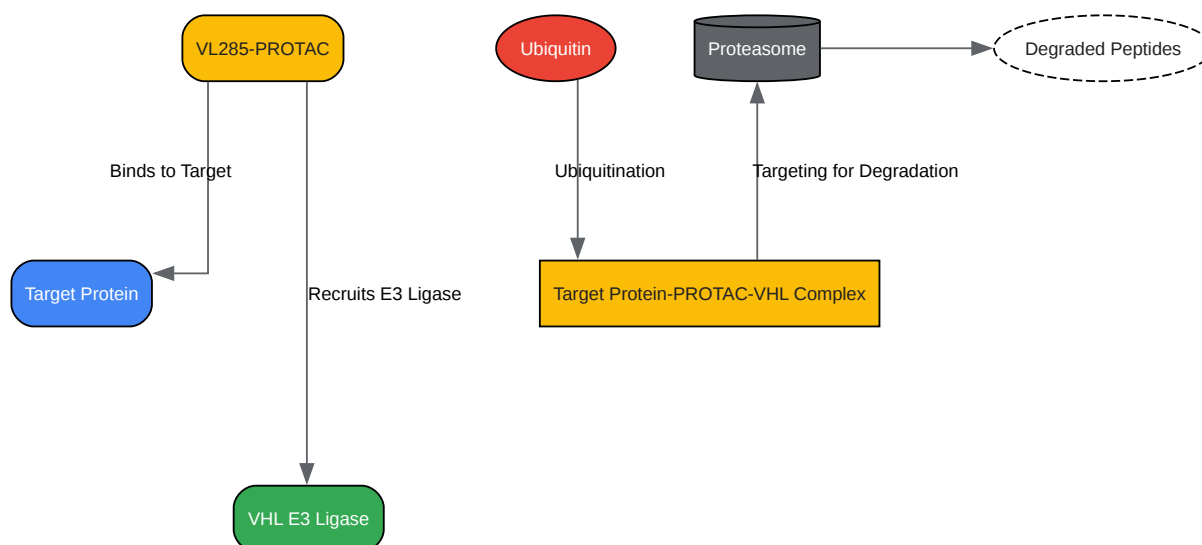 VL285-PROTAC
Ubiquitin
Proteasome
Degraded Peptides
Binds to Target
Ubiquitination
Targeting for Degradation
Target Protein
Recruits E3 Ligase
Target Protein-PROTAC-VHL Complex
VHL E3 Ligase